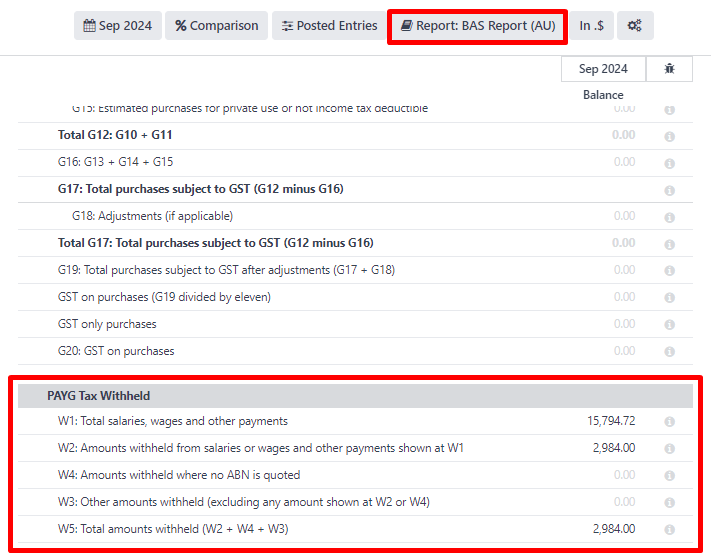 Sep 2024 Comparison Posted Entries Report: BAS Report (AU) In .$
Sep 2024
Balance
G15: Estimated purchases for private use or not income tax deductible 0.00
Total G12: G10 + G11 0.00
G16: G13 + G14 + G15 0.00
G17: Total purchases subject to GST (G12 minus G16)
G18: Adjustments (if applicable) 0.00
Total G17: Total purchases subject to GST (G12 minus G16) 0.00
G19: Total purchases subject to GST after adjustments (G17 + G18) 0.00
GST on purchases (G19 divided by eleven) 0.00
GST only purchases 0.00
G20: GST on purchases 0.00
PAYG Tax Withheld
W1: Total salaries, wages and other payments 15,794.72
W2: Amounts withheld from salaries or wages and other payments shown at W1 2,984.00
W4: Amounts withheld where no ABN is quoted 0.00
W3: Other amounts withheld (excluding any amount shown at W2 or W4) 0.00
W5: Total amounts withheld (W2 + W4 + W3) 2,984.00